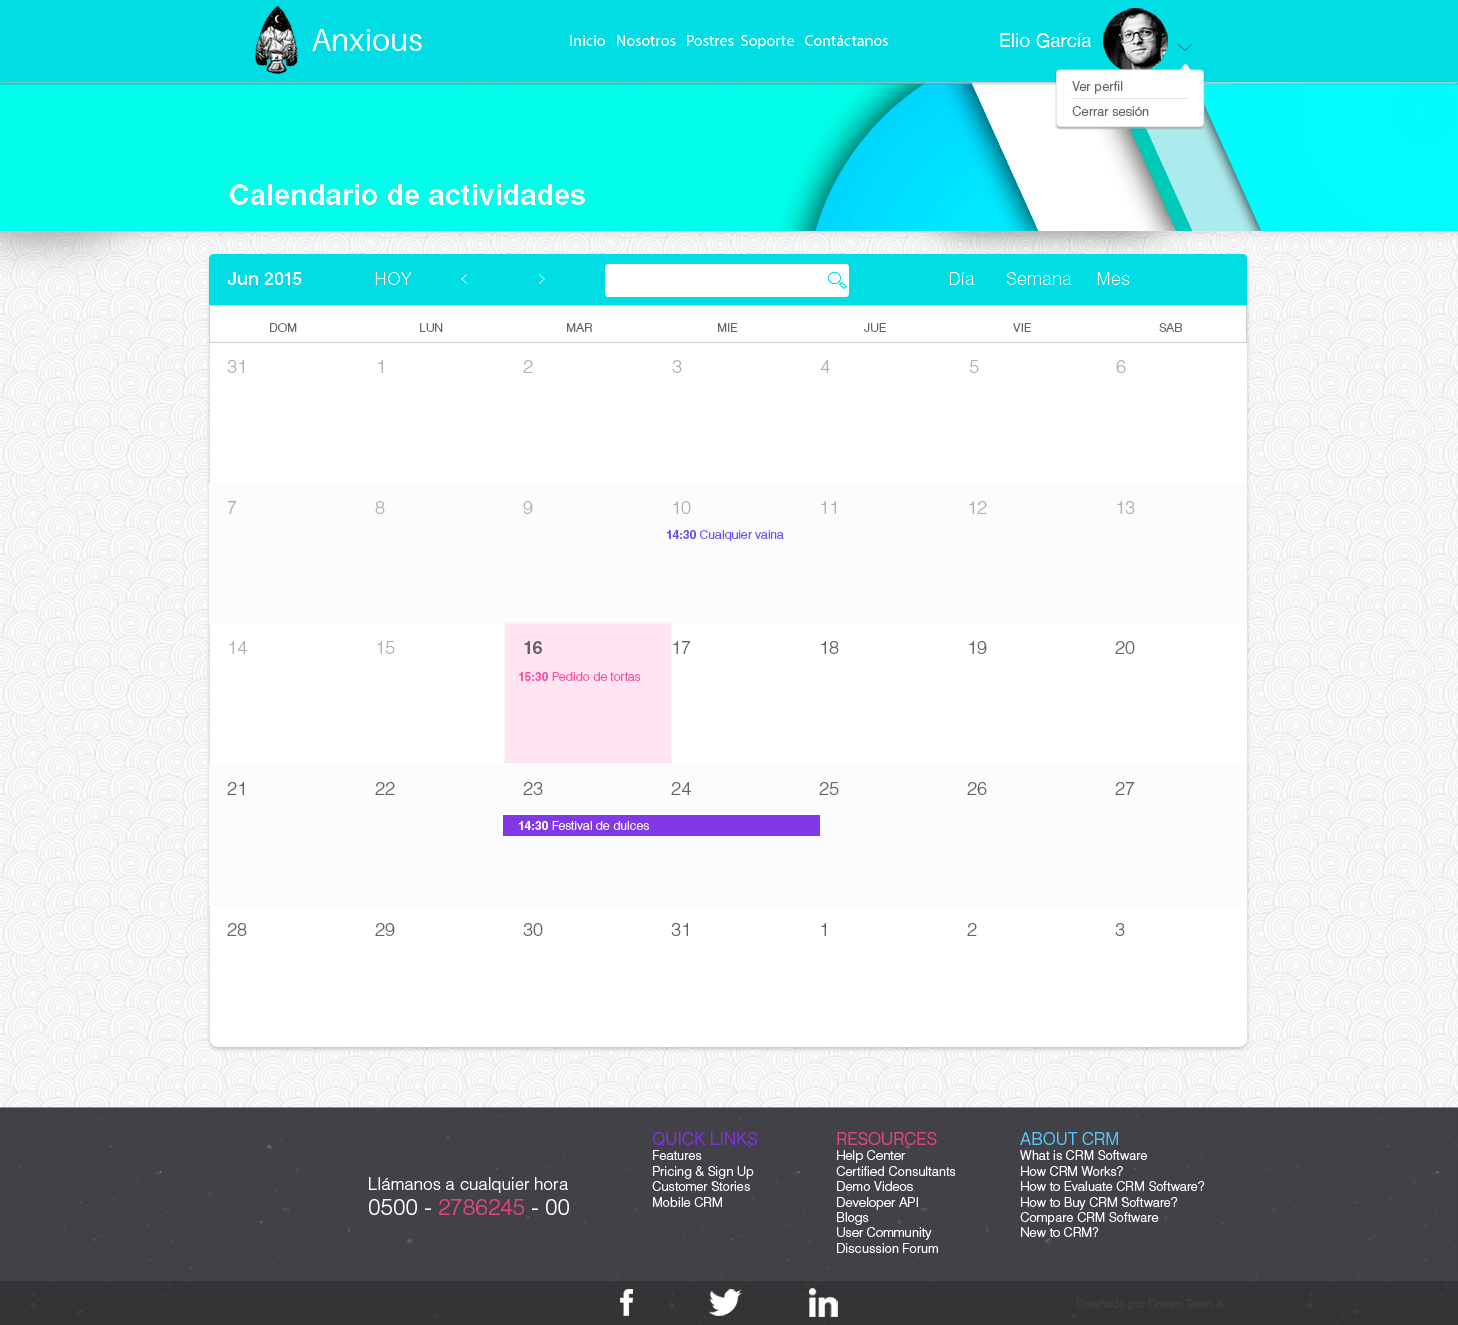 Anxious
Inicio Nosotros Postres Soporte Contáctanos
Elio García
Ver perfil
Cerrar sesión
Calendario de actividades
Jun 2015 HOY < > Día Semana Mes
DOM LUN MAR MIE JUE VIE SAB
31 1 2 3 4 5 6
7 8 9 10 11 12 13
14:30 Cualquier vaina
14 15 16 17 18 19 20
15:30 Pedido de tortas
21 22 23 24 25 26 27
14:30 Festival de dulces
28 29 30 31 1 2 3
Llámanos a cualquier hora
0500 - 2786245 - 00
QUICK LINKS
Features
Pricing & Sign Up
Customer Stories
Mobile CRM
RESOURCES
Help Center
Certified Consultants
Demo Videos
Developer API
Blogs
User Community
Discussion Forum
ABOUT CRM
What is CRM Software
How CRM Works?
How to Evaluate CRM Software?
How to Buy CRM Software?
Compare CRM Software
New to CRM?
Diseñado por Dream Team A